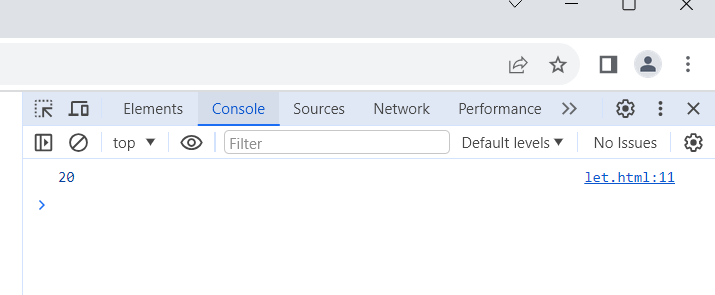 Elements Console Sources Network Performance
top Filter Default levels No Issues
20 let.html:11